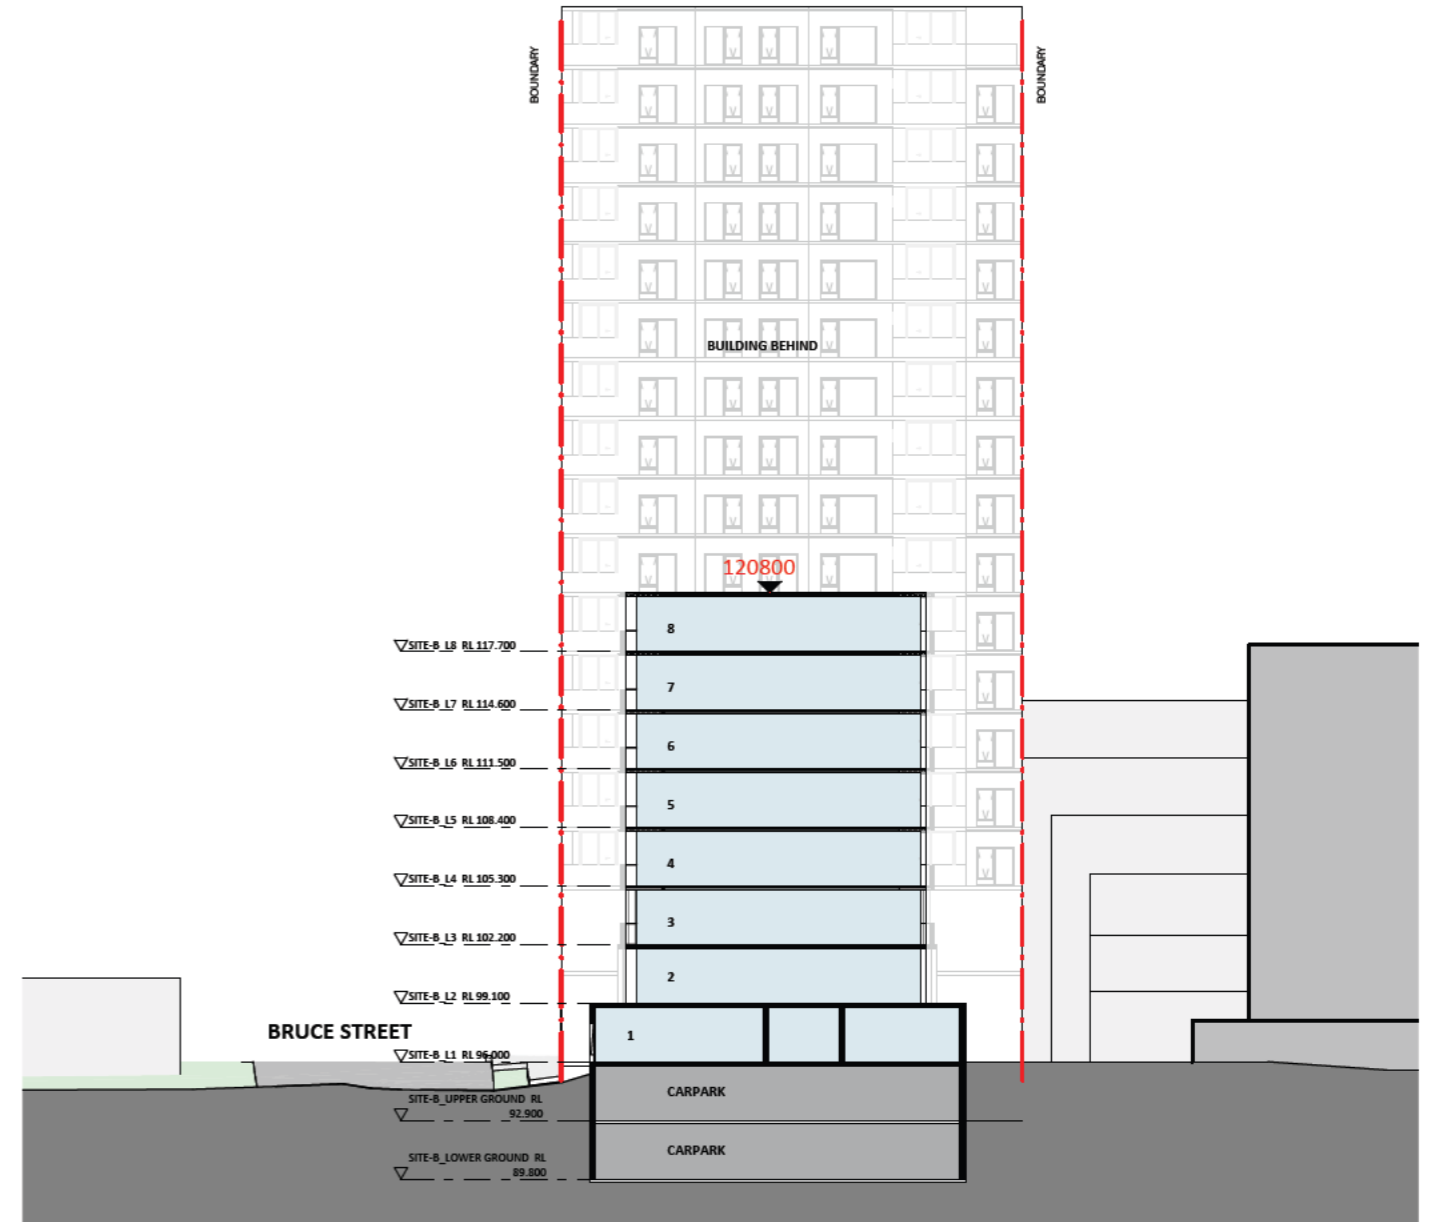 BOUNDARY
BOUNDARY
BUILDING BEHIND
120800
8
SITE-B_L8 RL 117.700
7
SITE-B_L7 RL 114.600
6
SITE-B_L6 RL 111.500
5
SITE-B_L5 RL 108.400
4
SITE-B_L4 RL 105.300
3
SITE-B_L3 RL 102.200
2
SITE-B_L2 RL 99.100
BRUCE STREET
1
SITE-B_L1 RL 96.000
CARPARK
SITE-B_UPPER GROUND RL
92.900
CARPARK
SITE-B_LOWER GROUND RL
89.800